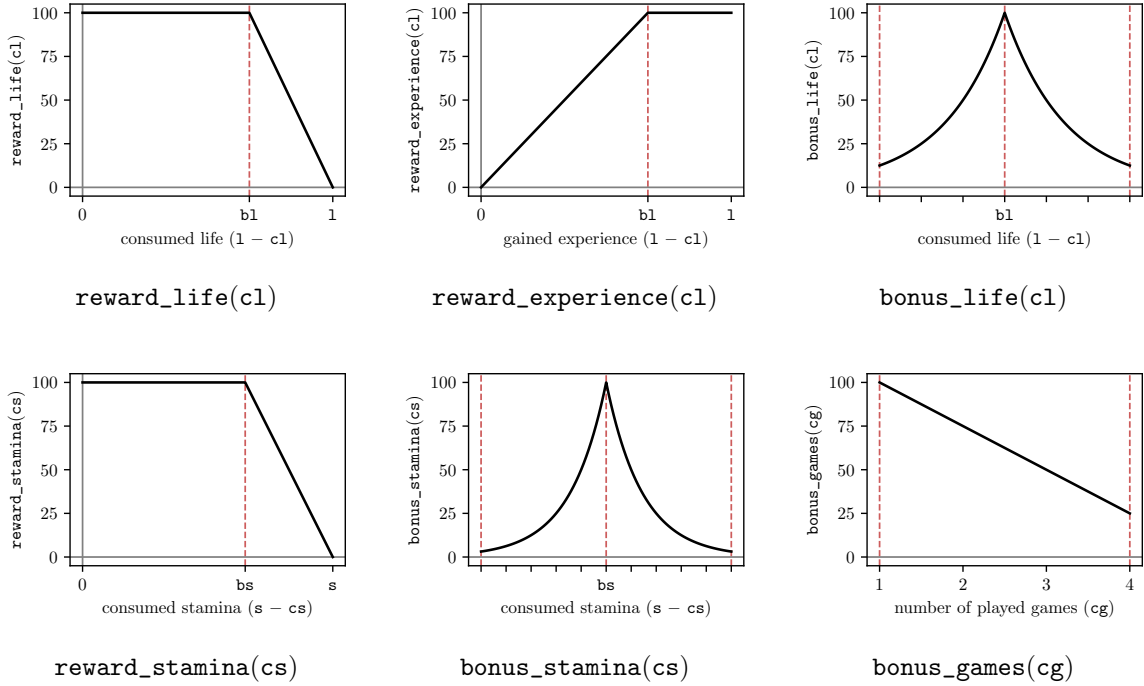 100
75
50
25
0
reward_life(cl)
0
bl
l
consumed life (l − cl)
reward_life(cl)
100
75
50
25
0
reward_experience(cl)
0
bl
l
gained experience (l − cl)
reward_experience(cl)
100
75
50
25
0
bonus_life(cl)
bl
consumed life (l − cl)
bonus_life(cl)
100
75
50
25
0
reward_stamina(cs)
0
bs
s
consumed stamina (s − cs)
reward_stamina(cs)
100
75
50
25
0
bonus_stamina(cs)
bs
consumed stamina (s − cs)
bonus_stamina(cs)
100
75
50
25
0
bonus_games(cg)
1
2
3
4
number of played games (cg)
bonus_games(cg)